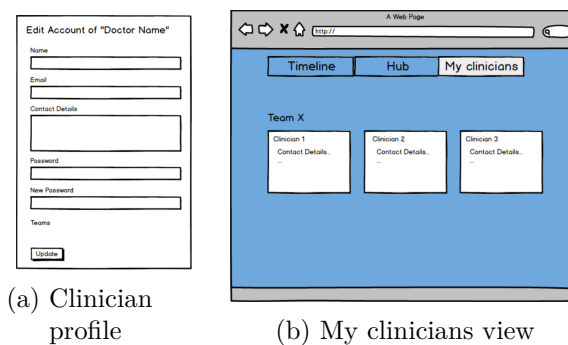 Edit Account of "Doctor Name"
Name
Email
Contact Details
Password
New Password
Teams
Update
(a) Clinician
profile
A Web Page
http://
Timeline Hub My clinicians
Team X
Clinician 1 Clinician 2 Clinician 3
Contact Details.. Contact Details.. Contact Details..
... ... ...
(b) My clinicians view